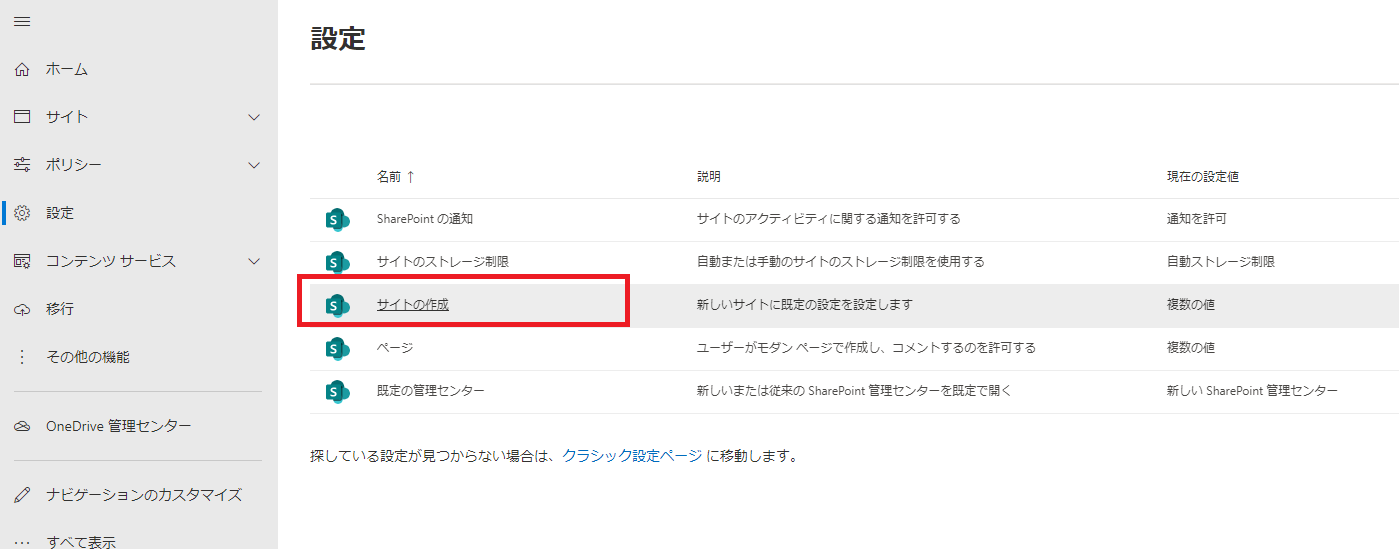 設定
ホーム
サイト
ポリシー
設定
コンテンツ サービス
移行
その他の機能
OneDrive 管理センター
ナビゲーションのカスタマイズ
すべて表示
名前 ↑ 説明 現在の設定値
SharePoint の通知 サイトのアクティビティに関する通知を許可する 通知を許可
サイトのストレージ制限 自動または手動のサイトのストレージ制限を使用する 自動ストレージ制限
サイトの作成 新しいサイトに既定の設定を設定します 複数の値
ページ ユーザーがモダン ページで作成し、コメントするのを許可する 複数の値
既定の管理センター 新しいまたは従来の SharePoint 管理センターを既定で開く 新しい SharePoint 管理センター
探している設定が見つからない場合は、クラシック設定ページ に移動します。